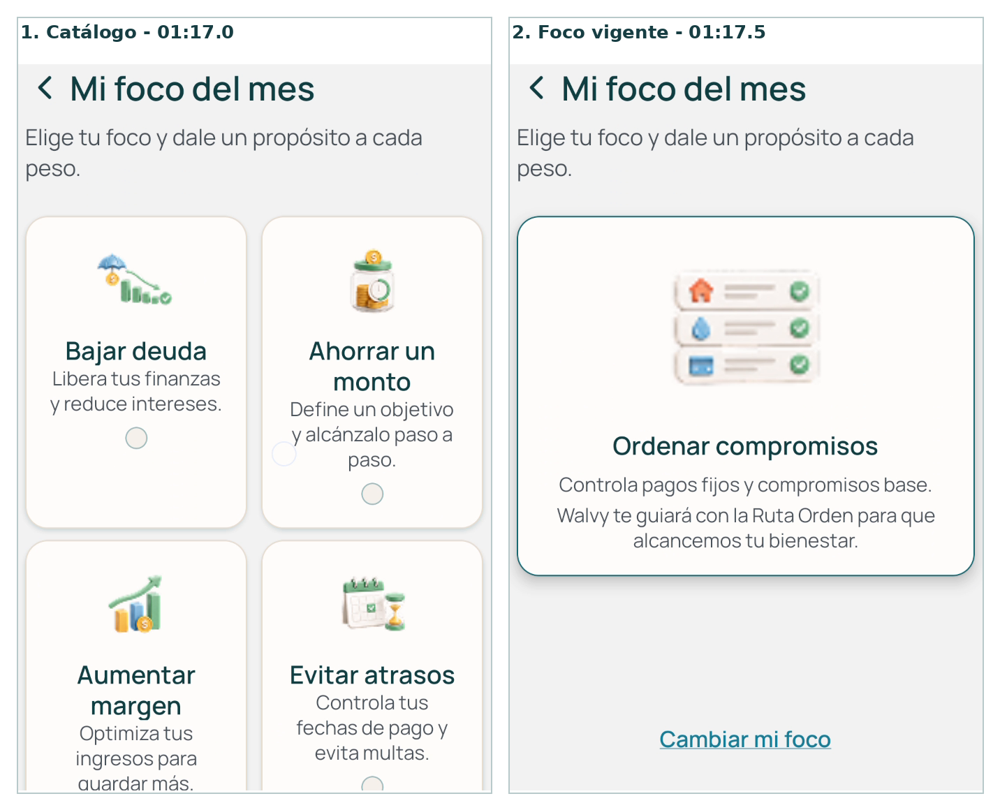 1. Catálogo - 01:17.0
Mi foco del mes
Elige tu foco y dale un propósito a cada
peso.
Bajar deuda
Libera tus finanzas
y reduce intereses.
Ahorrar un
monto
Define un objetivo
y alcánzalo paso a
paso.
Aumentar
margen
Optimiza tus
ingresos para
guardar más.
Evitar atrasos
Controla tus
fechas de pago y
evita multas.
2. Foco vigente - 01:17.5
Mi foco del mes
Elige tu foco y dale un propósito a cada
peso.
Ordenar compromisos
Controla pagos fijos y compromisos base.
Walvy te guiará con la Ruta Orden para que
alcancemos tu bienestar.
Cambiar mi foco